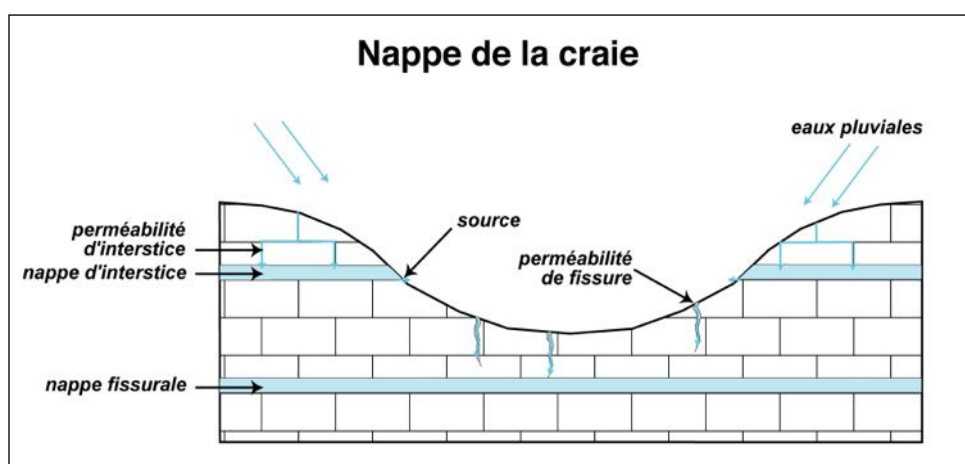 Nappe de la craie
eaux pluviales
perméabilité
d'interstice
nappe d'interstice
source
perméabilité
de fissure
nappe fissurale